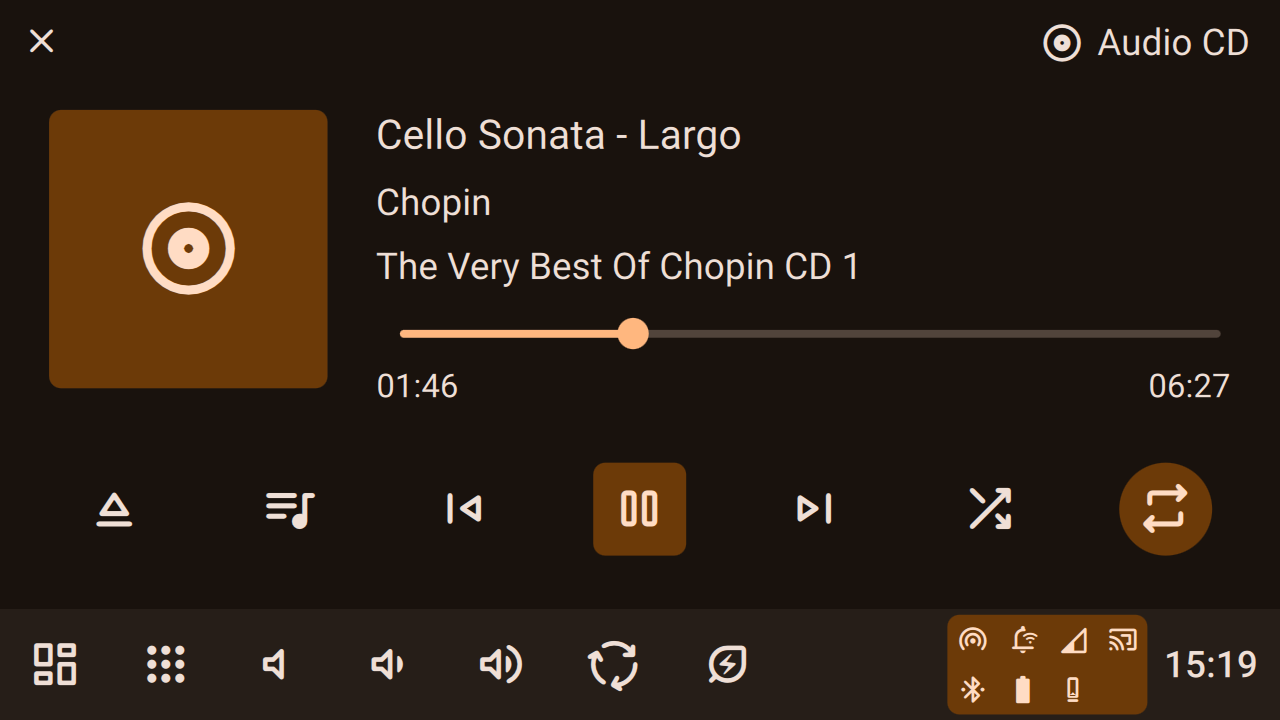 Audio CD
Cello Sonata - Largo
Chopin
The Very Best Of Chopin CD 1
01:46
06:27
15:19